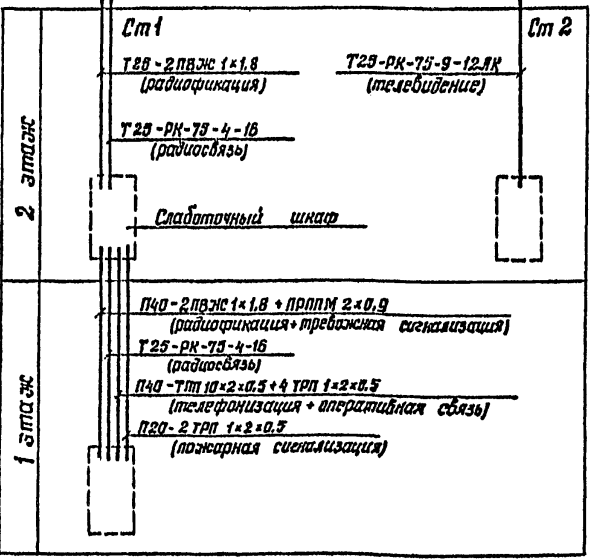 Ст 1
Ст 2
Т25-2ПВЖ 1×1,8
(радиофикация)
Т25-РК-75-9-12ЛК
(телевидение)
Т25-РК-75-4-16
(радиосвязь)
2 этаж
Слаботочный шкаф
П40-2ПВЖ 1×1,8 + ПРППМ 2×0,9
(радиофикация+тревожная сигнализация)
Т25-РК-75-4-16
(радиосвязь)
П40-ТПП 10×2×0.5+4 ТРП 1×2×0.5
(телефонизация + оперативная связь)
1 этаж
П20-2 ТРП 1×2×0.5
(пожарная сигнализация)